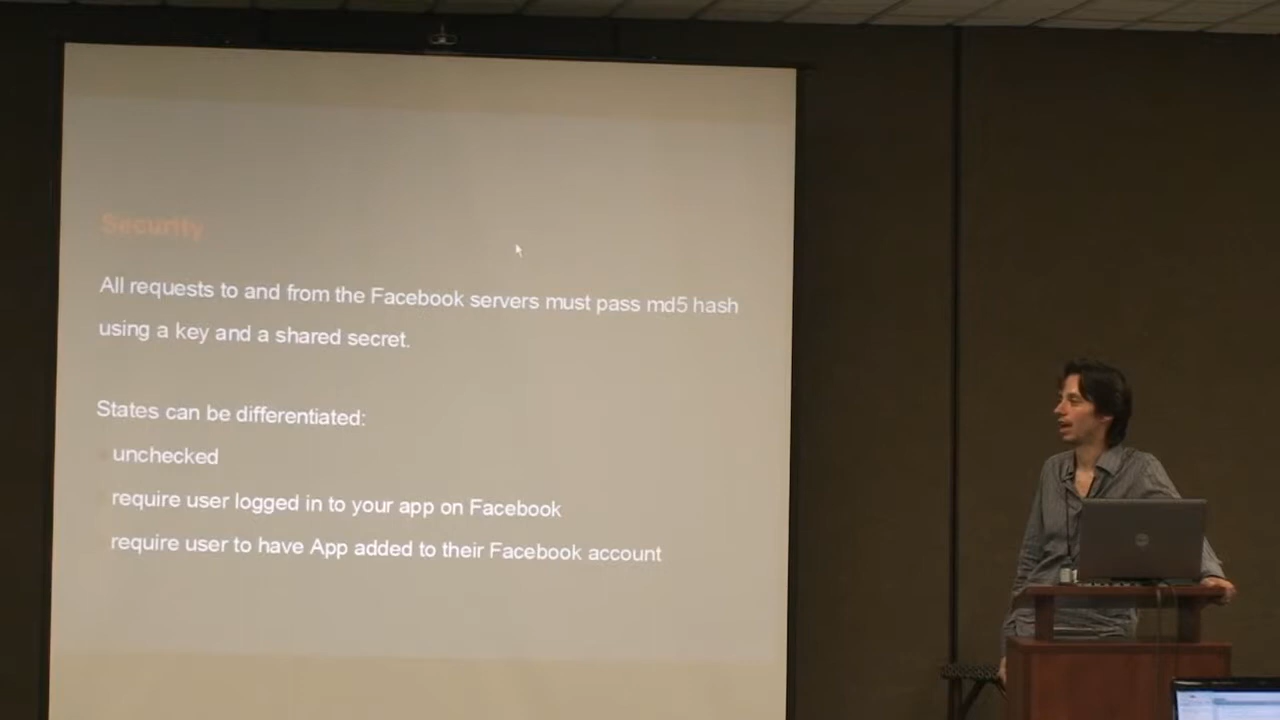 Security
All requests to and from the Facebook servers must pass md5 hash
using a key and a shared secret.
States can be differentiated:
unchecked
require user logged in to your app on Facebook
require user to have App added to their Facebook account